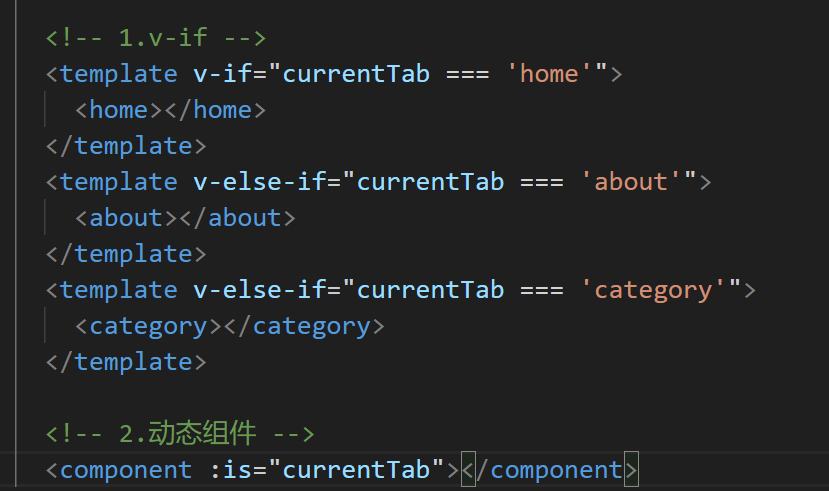 <!-- 1.v-if -->
<template v-if="currentTab === 'home'">
  <home></home>
</template>
<template v-else-if="currentTab === 'about'">
  <about></about>
</template>
<template v-else-if="currentTab === 'category'">
  <category></category>
</template>
<!-- 2.动态组件 -->
<component :is="currentTab"></component>